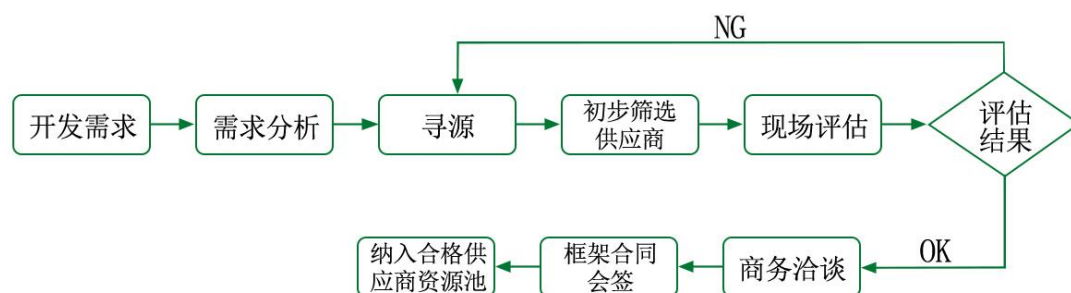 NG
开发需求
需求分析
寻源
初步筛选
供应商
现场评估
评估
结果
OK
商务洽谈
框架合同
会签
纳入合格供
应商资源池